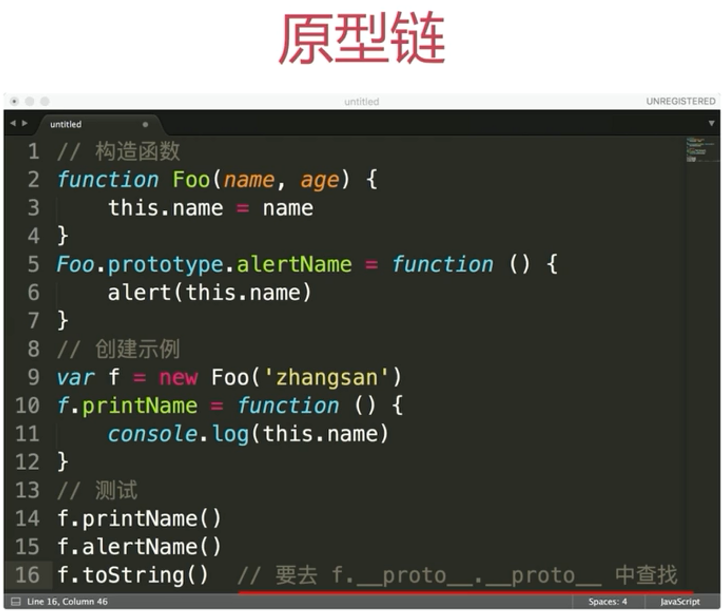 原型链
untitled
UNREGISTERED
untitled
1 // 构造函数
2 function Foo(name, age) {
3     this.name = name
4 }
5 Foo.prototype.alertName = function () {
6     alert(this.name)
7 }
8 // 创建示例
9 var f = new Foo('zhangsan')
10 f.printName = function () {
11     console.log(this.name)
12 }
13 // 测试
14 f.printName()
15 f.alertName()
16 f.toString()  // 要去 f.__proto__.__proto__ 中查找
Line 16, Column 46
Spaces: 4
JavaScript